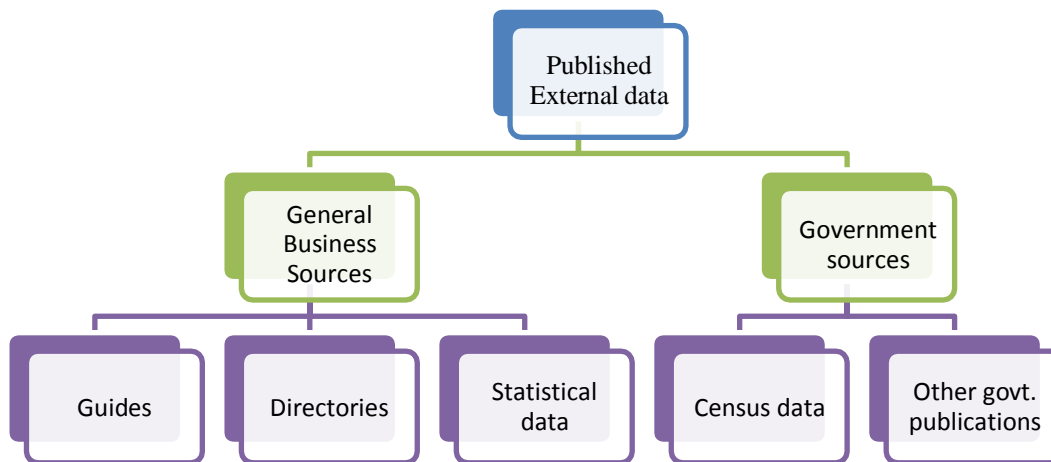 Published
External data
General
Business
Sources
Government
sources
Guides
Directories
Statistical
data
Census data
Other govt.
publications